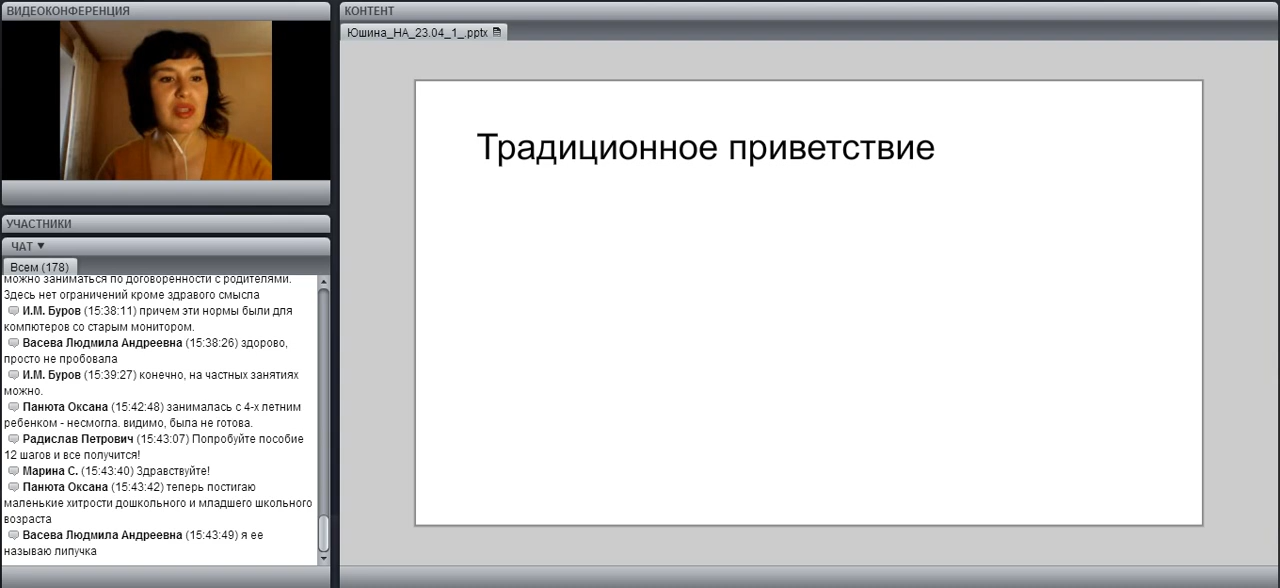 ВИДЕОКОНФЕРЕНЦИЯ
УЧАСТНИКИ
ЧАТ
Всем (178)
можно заниматься по договоренности с родителями.
Здесь нет ограничений кроме здравого смысла
И.М. Буров (15:38:11) причем эти нормы были для
компютеров со старым монитором.
Васева Людмила Андреевна (15:38:26) здорово,
просто не пробовала
И.М. Буров (15:39:27) конечно, на частных занятиях
можно.
Панюта Оксана (15:42:48) занималась с 4-х летним
ребенком - несмогла. видимо, была не готова.
Радислав Петрович (15:43:07) Попробуйте пособие
12 шагов и все получится!
Марина С. (15:43:40) Здравствуйте!
Панюта Оксана (15:43:42) теперь постигаю
маленькие хитрости дошкольного и младшего школьного
возраста
Васева Людмила Андреевна (15:43:49) я ее
называю липучка
КОНТЕНТ
Юшина_НА_23.04_1_.pptx
Традиционное приветствие